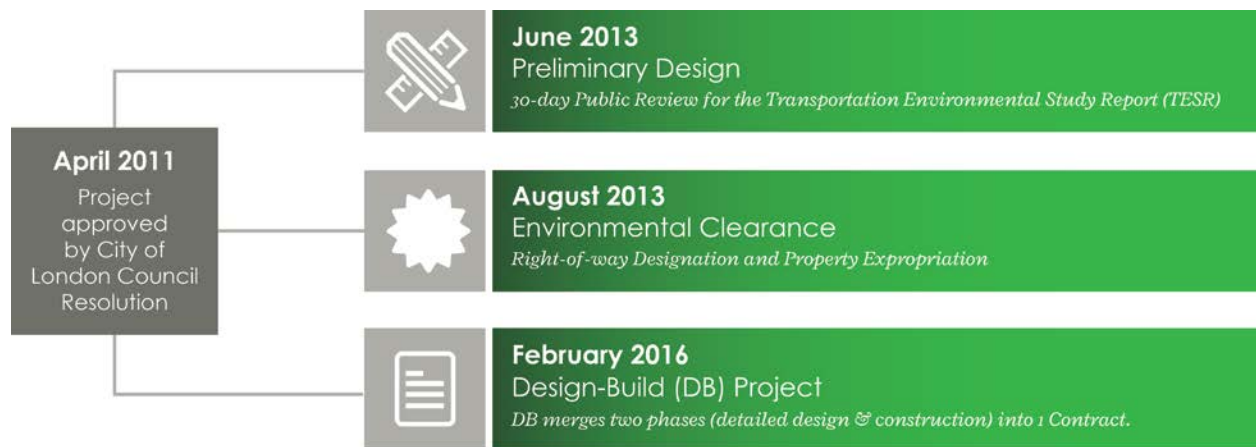 April 2011
Project
approved
by City of
London Council
Resolution
June 2013
Preliminary Design
30-day Public Review for the Transportation Environmental Study Report (TESR)
August 2013
Environmental Clearance
Right-of-way Designation and Property Expropriation
February 2016
Design-Build (DB) Project
DB merges two phases (detailed design & construction) into 1 Contract.